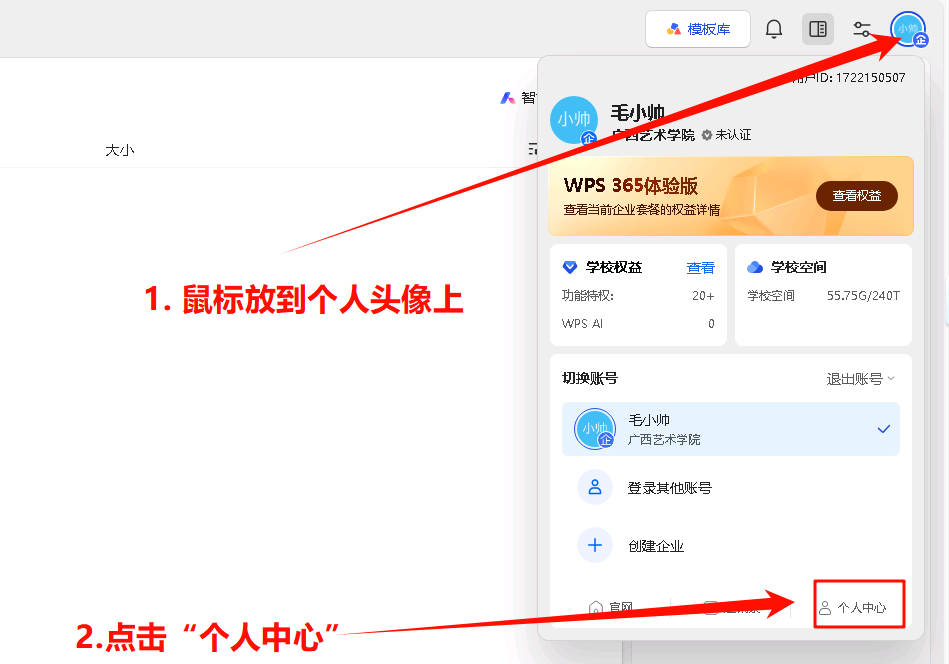 模板库
小帅
企
用户ID: 1722150507
大小
小帅
企
毛小帅
广西艺术学院 未认证
WPS 365体验版
查看当前企业套餐的权益详情
查看权益
学校权益 查看
功能特权: 20+
WPS AI 0
学校空间
学校空间 55.75G/240T
1. 鼠标放到个人头像上
切换账号 退出账号
小帅
企
毛小帅
广西艺术学院
登录其他账号
创建企业
官网
个人中心
2.点击“个人中心”